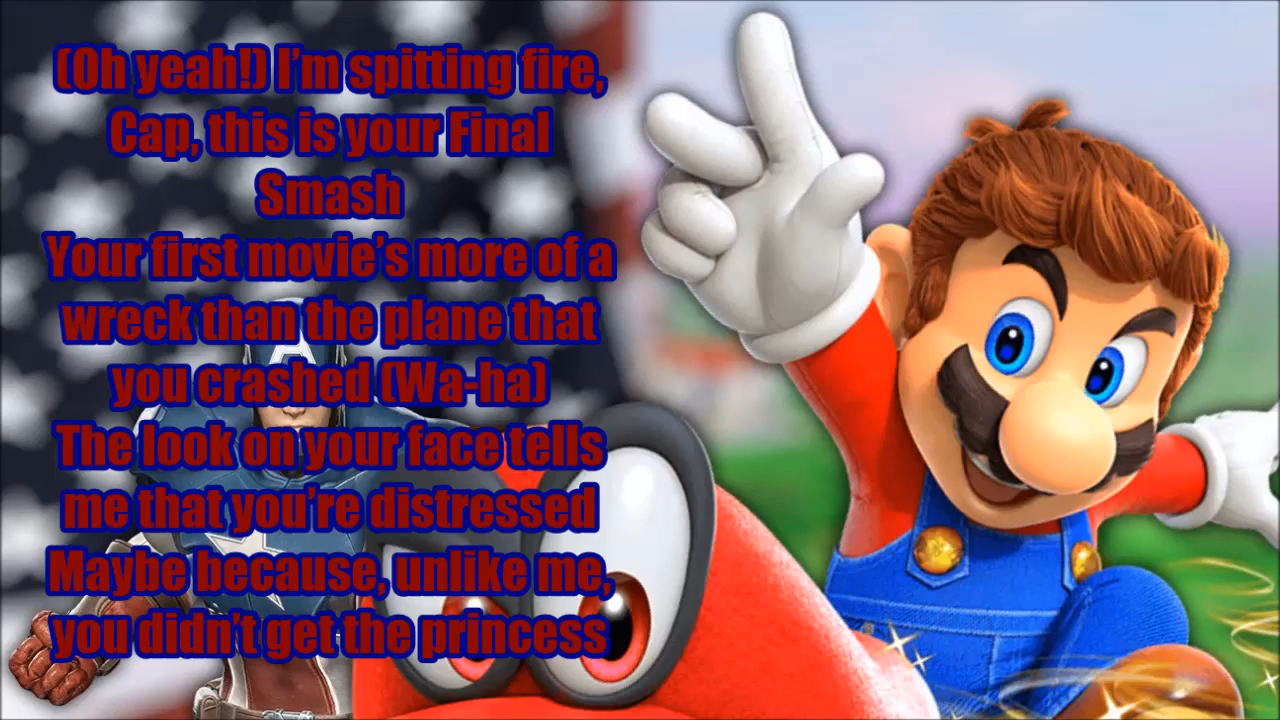 (Oh yeah!) I’m spitting fire,
Cap, this is your Final
Smash
Your first movie’s more of a
wreck than the plane that
you crashed (Wa-ha)
The look on your face tells
me that you’re distressed
Maybe because, unlike me,
you didn’t get the princess